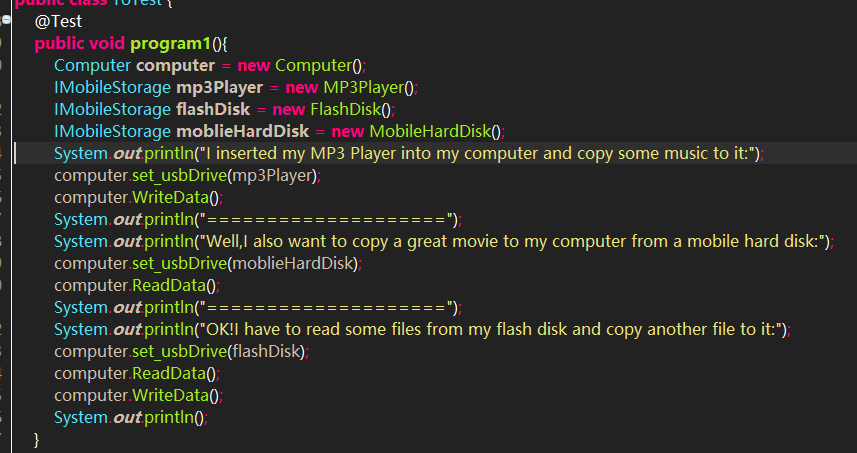 public class ToTest {
@Test
public void program1(){
Computer computer = new Computer();
IMobileStorage mp3Player = new MP3Player();
IMobileStorage flashDisk = new FlashDisk();
IMobileStorage moblieHardDisk = new MobileHardDisk();
System.out.println("I inserted my MP3 Player into my computer and copy some music to it:");
computer.set_usbDrive(mp3Player);
computer.WriteData();
System.out.println("====================");
System.out.println("Well,I also want to copy a great movie to my computer from a mobile hard disk:");
computer.set_usbDrive(moblieHardDisk);
computer.ReadData();
System.out.println("====================");
System.out.println("OK!I have to read some files from my flash disk and copy another file to it:");
computer.set_usbDrive(flashDisk);
computer.ReadData();
computer.WriteData();
System.out.println();
}